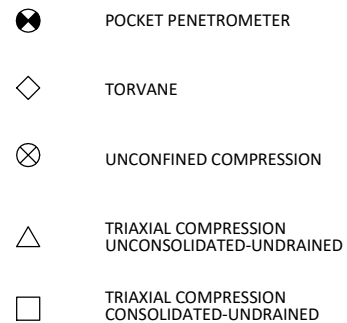 POCKET PENETROMETER
TORVANE
UNCONFINED COMPRESSION
TRIAXIAL COMPRESSION
UNCONSOLIDATED-UNDRAINED
TRIAXIAL COMPRESSION
CONSOLIDATED-UNDRAINED